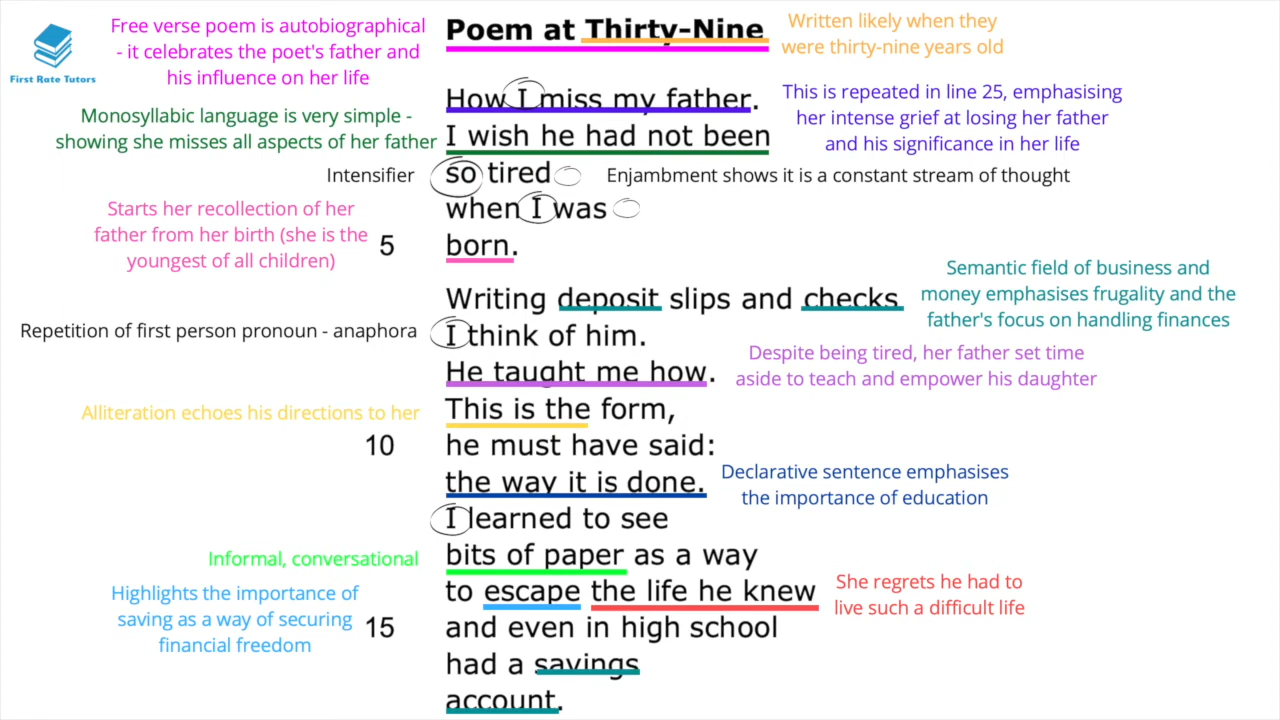 Free verse poem is autobiographical
- it celebrates the poet's father and
his influence on her life
First Rate Tutors
Poem at Thirty-Nine
Written likely when they
were thirty-nine years old
How I miss my father.
This is repeated in line 25, emphasising
her intense grief at losing her father
and his significance in her life
Monosyllabic language is very simple -
showing she misses all aspects of her father
I wish he had not been
Intensifier
so tired
Enjambment shows it is a constant stream of thought
when I was
Starts her recollection of her
father from her birth (she is the
youngest of all children)
5
born.
Semantic field of business and
money emphasises frugality and the
father's focus on handling finances
Writing deposit slips and checks
Repetition of first person pronoun - anaphora
I think of him.
He taught me how.
Despite being tired, her father set time
aside to teach and empower his daughter
Alliteration echoes his directions to her
This is the form,
10
he must have said:
the way it is done.
Declarative sentence emphasises
the importance of education
I learned to see
Informal, conversational
bits of paper as a way
to escape the life he knew
She regrets he had to
live such a difficult life
Highlights the importance of
saving as a way of securing
financial freedom
15
and even in high school
had a savings
account.